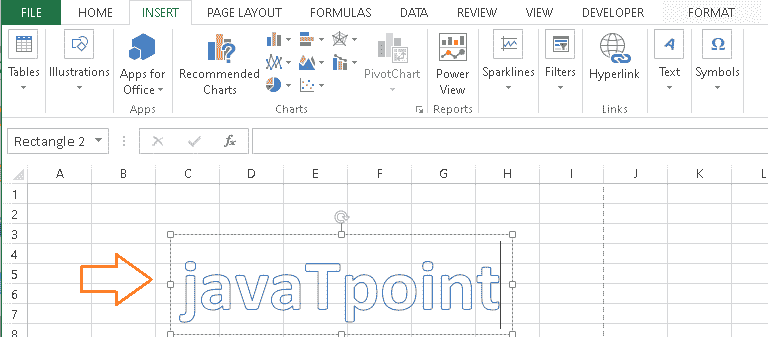 FILE HOME INSERT PAGE LAYOUT FORMULAS DATA REVIEW VIEW DEVELOPER FORMAT
Tables Illustrations Apps for Office Recommended Charts PivotChart Power View Sparklines Filters Hyperlink Text Symbols
Apps Charts Reports Links
Rectangle 2 fx
A B C D E F G H I J K L
1
2
3
4
5
6
7
8
javaTpoint